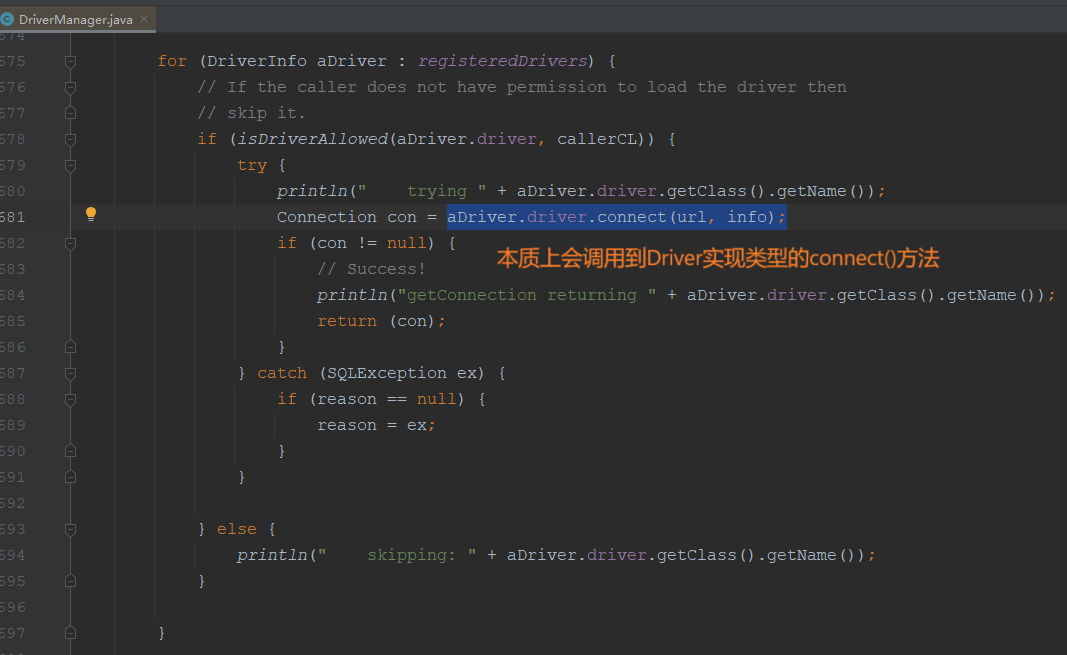 DriverManager.java
674
675 for (DriverInfo aDriver : registeredDrivers) {
676 // If the caller does not have permission to load the driver then
677 // skip it.
678 if (isDriverAllowed(aDriver.driver, callerCL)) {
679 try {
680 println("    trying " + aDriver.driver.getClass().getName());
681 Connection con = aDriver.driver.connect(url, info);
682 if (con != null) {
本质上会调用到Driver实现类型的connect()方法
683 // Success!
684 println("getConnection returning " + aDriver.driver.getClass().getName());
685 return (con);
686 }
687 } catch (SQLException ex) {
688 if (reason == null) {
689 reason = ex;
690 }
691 }
692
693 } else {
694 println("    skipping: " + aDriver.driver.getClass().getName());
695 }
696
697 }